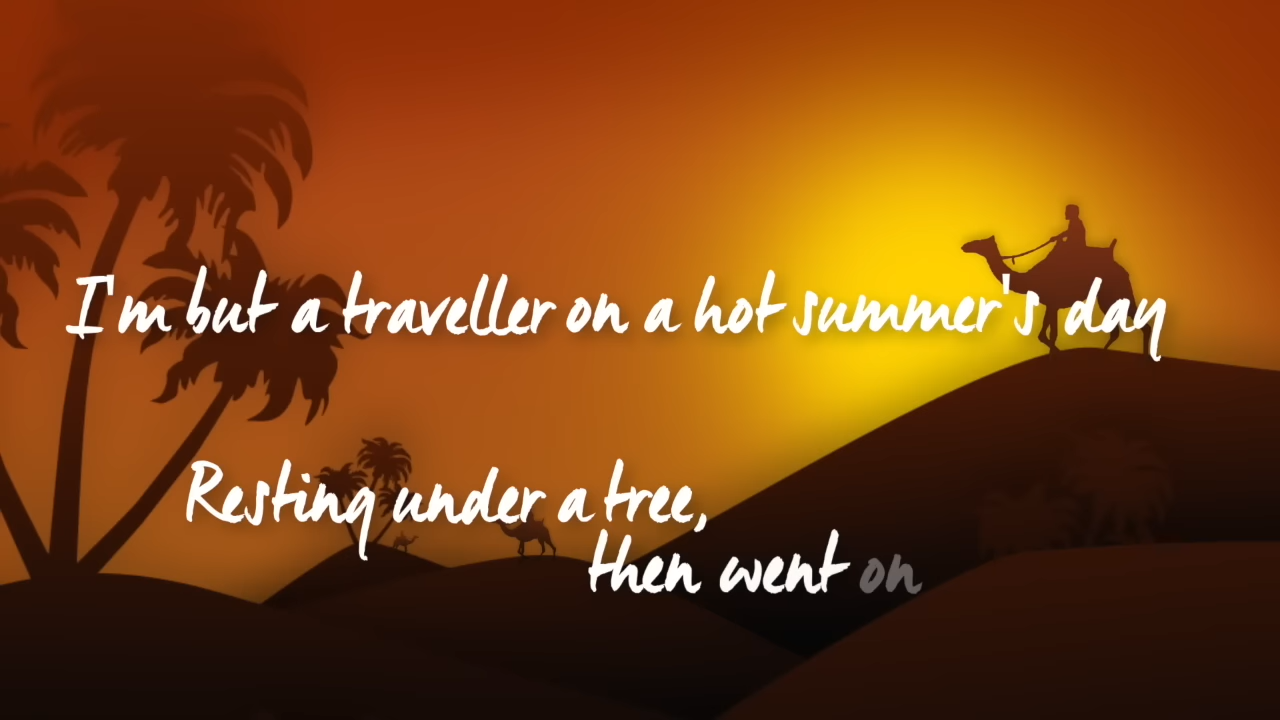 I'm but a traveller on a hot summer's day
Resting under a tree,
then went on